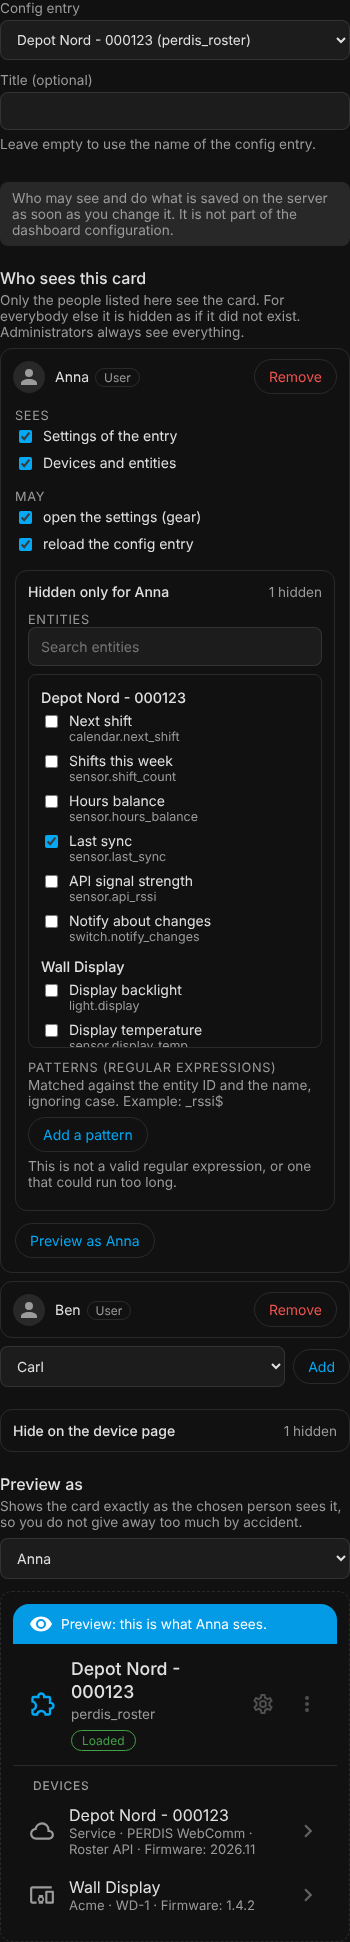 Config entry
Depot Nord - 000123 (perdis_roster)
Title (optional)
Leave empty to use the name of the config entry.
Who may see and do what is saved on the server
as soon as you change it. It is not part of the
dashboard configuration.
Who sees this card
Only the people listed here see the card. For
everybody else it is hidden as if it did not exist.
Administrators always see everything.
Anna User Remove
SEES
Settings of the entry
Devices and entities
MAY
open the settings (gear)
reload the config entry
Hidden only for Anna 1 hidden
ENTITIES
Search entities
Depot Nord - 000123
Next shift
calendar.next_shift
Shifts this week
sensor.shift_count
Hours balance
sensor.hours_balance
Last sync
sensor.last_sync
API signal strength
sensor.api_rssi
Notify about changes
switch.notify_changes
Wall Display
Display backlight
light.display
Display temperature
sensor.display_temp
PATTERNS (REGULAR EXPRESSIONS)
Matched against the entity ID and the name,
ignoring case. Example: _rssi$
Add a pattern
This is not a valid regular expression, or one
that could run too long.
Preview as Anna
Ben User Remove
Carl Add
Hide on the device page 1 hidden
Preview as
Shows the card exactly as the chosen person sees it,
so you do not give away too much by accident.
Anna
Preview: this is what Anna sees.
Depot Nord -
000123
perdis_roster
Loaded
DEVICES
Depot Nord - 000123
Service · PERDIS WebComm ·
Roster API · Firmware: 2026.11
Wall Display
Acme · WD-1 · Firmware: 1.4.2